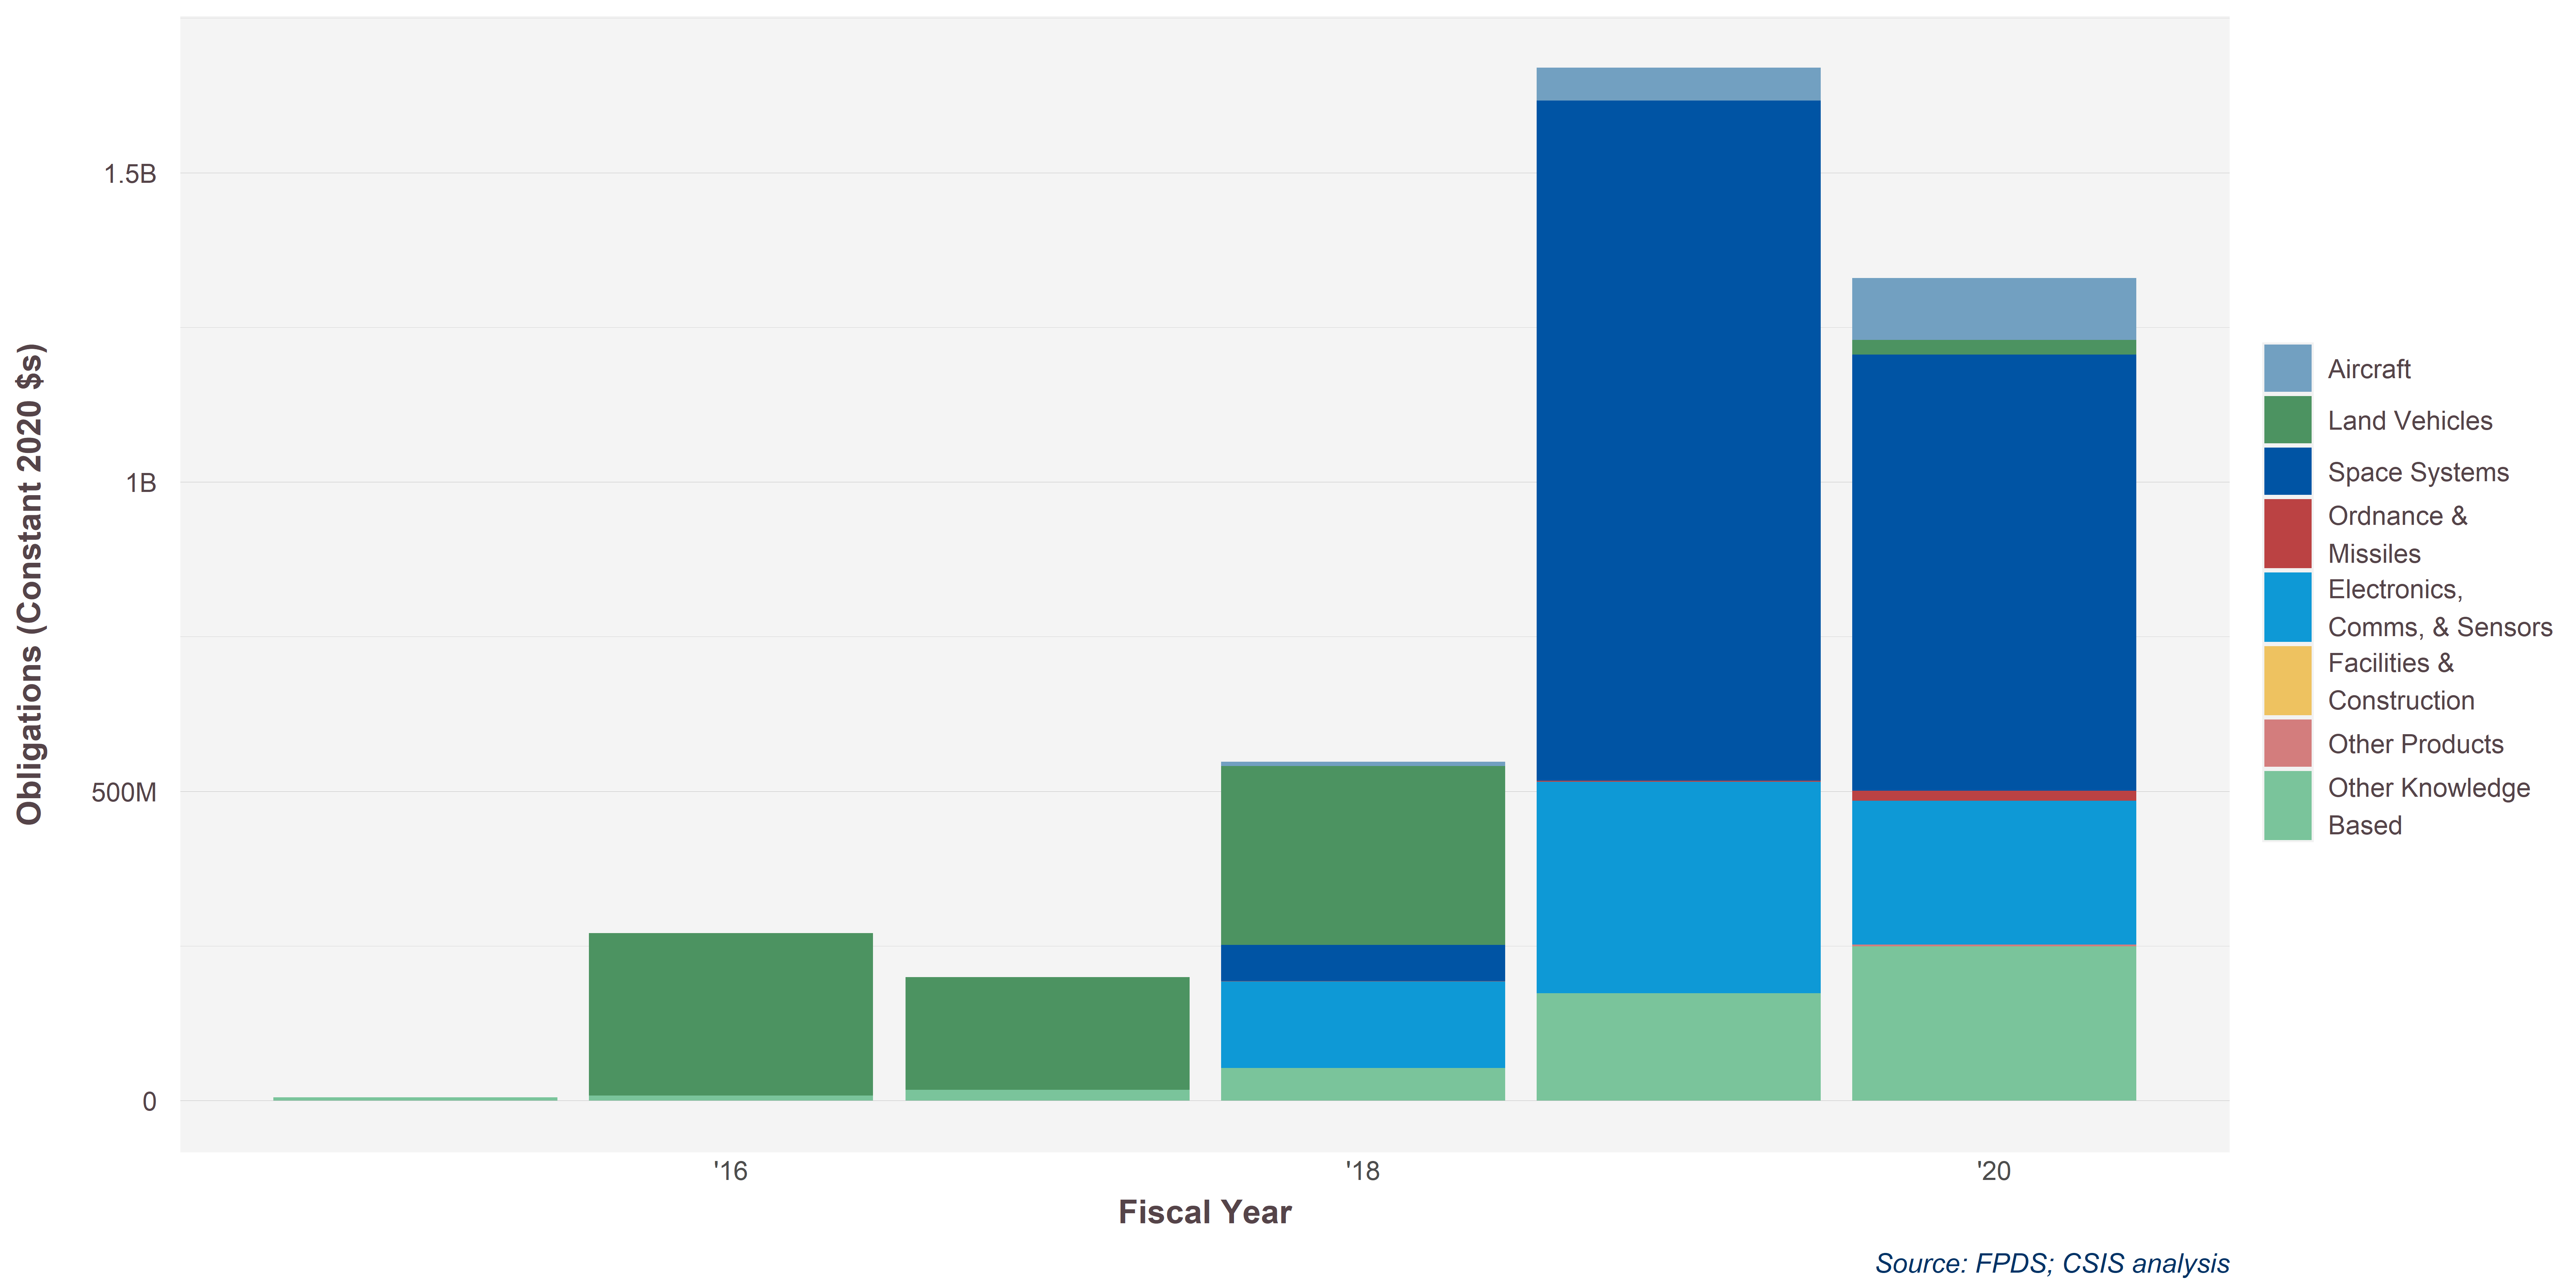 Obligations (Constant 2020 $s)
1.5B
1B
500M
0
'16
'18
'20
Fiscal Year
Aircraft
Land Vehicles
Space Systems
Ordnance &
Missiles
Electronics,
Comms, & Sensors
Facilities &
Construction
Other Products
Other Knowledge
Based
Source: FPDS; CSIS analysis